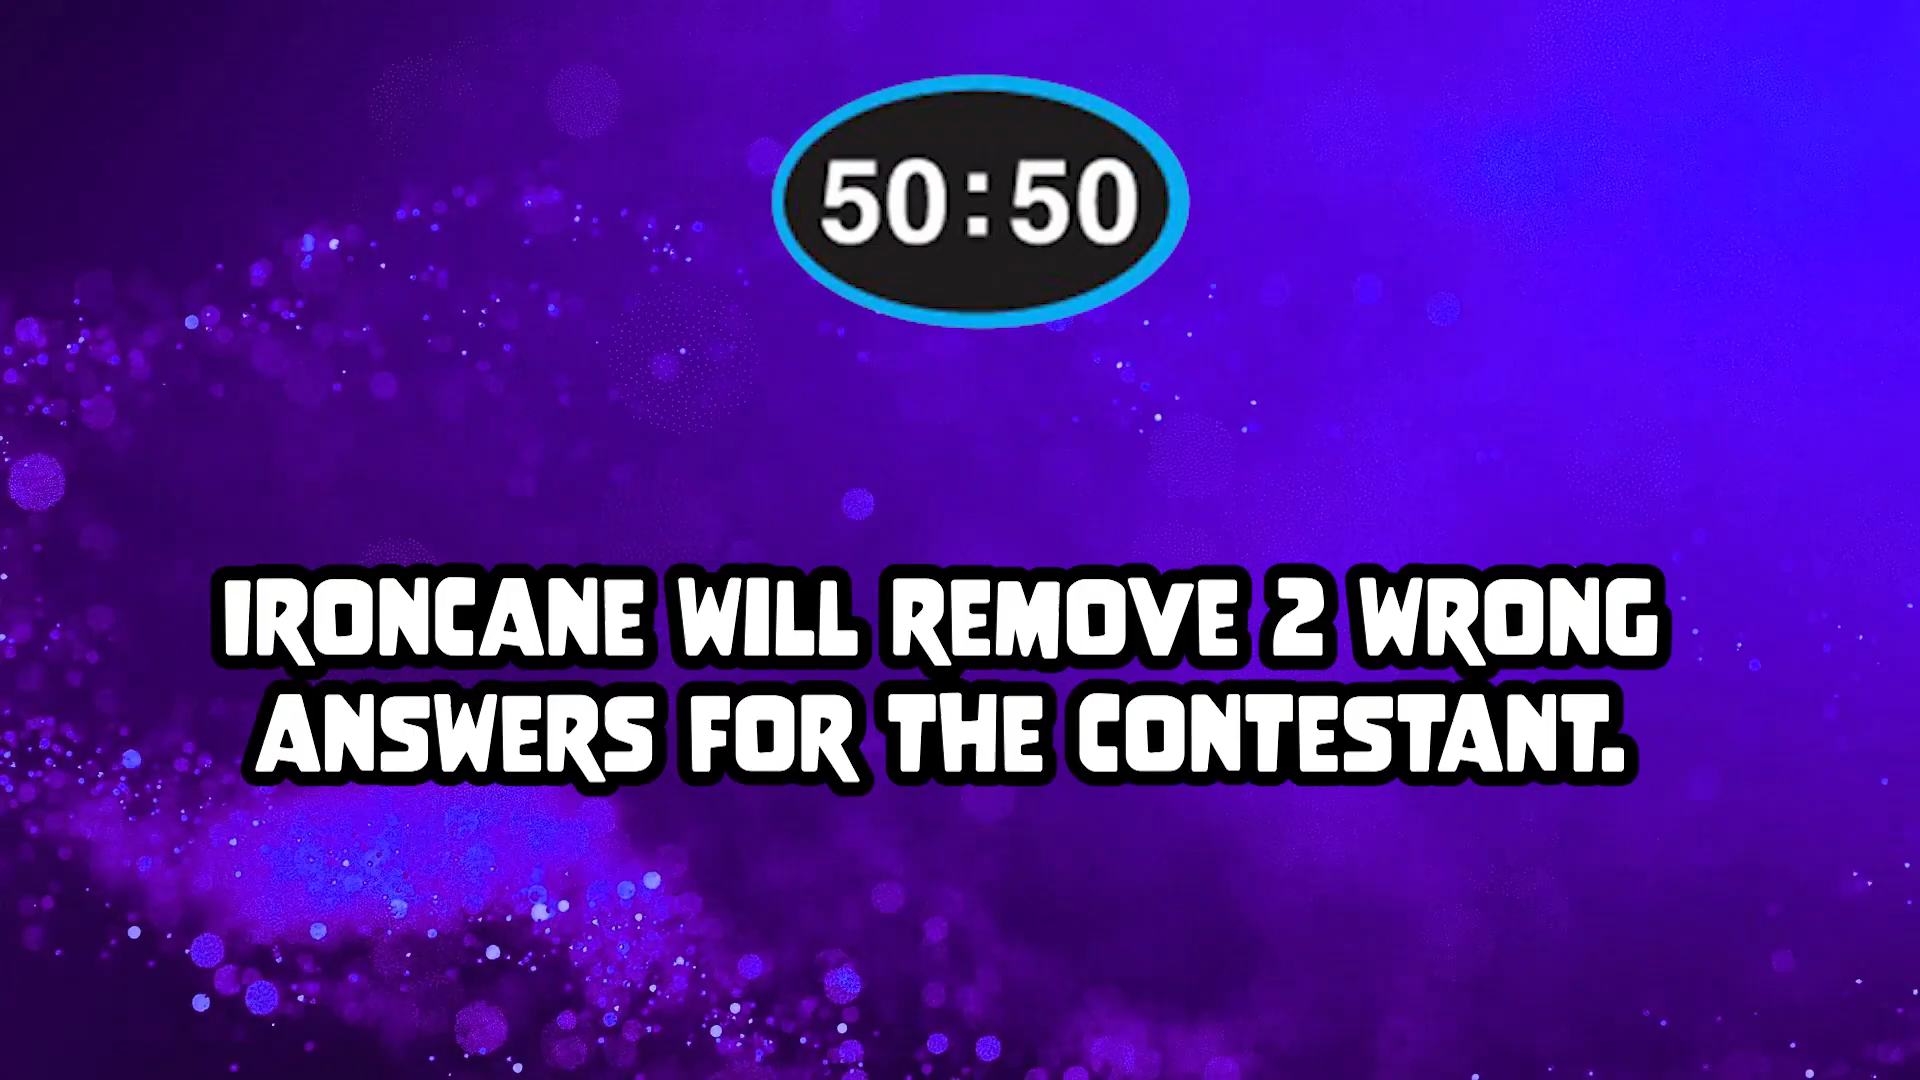 50:50
IRONCANE WILL REMOVE 2 WRONG
ANSWERS FOR THE CONTESTANT.